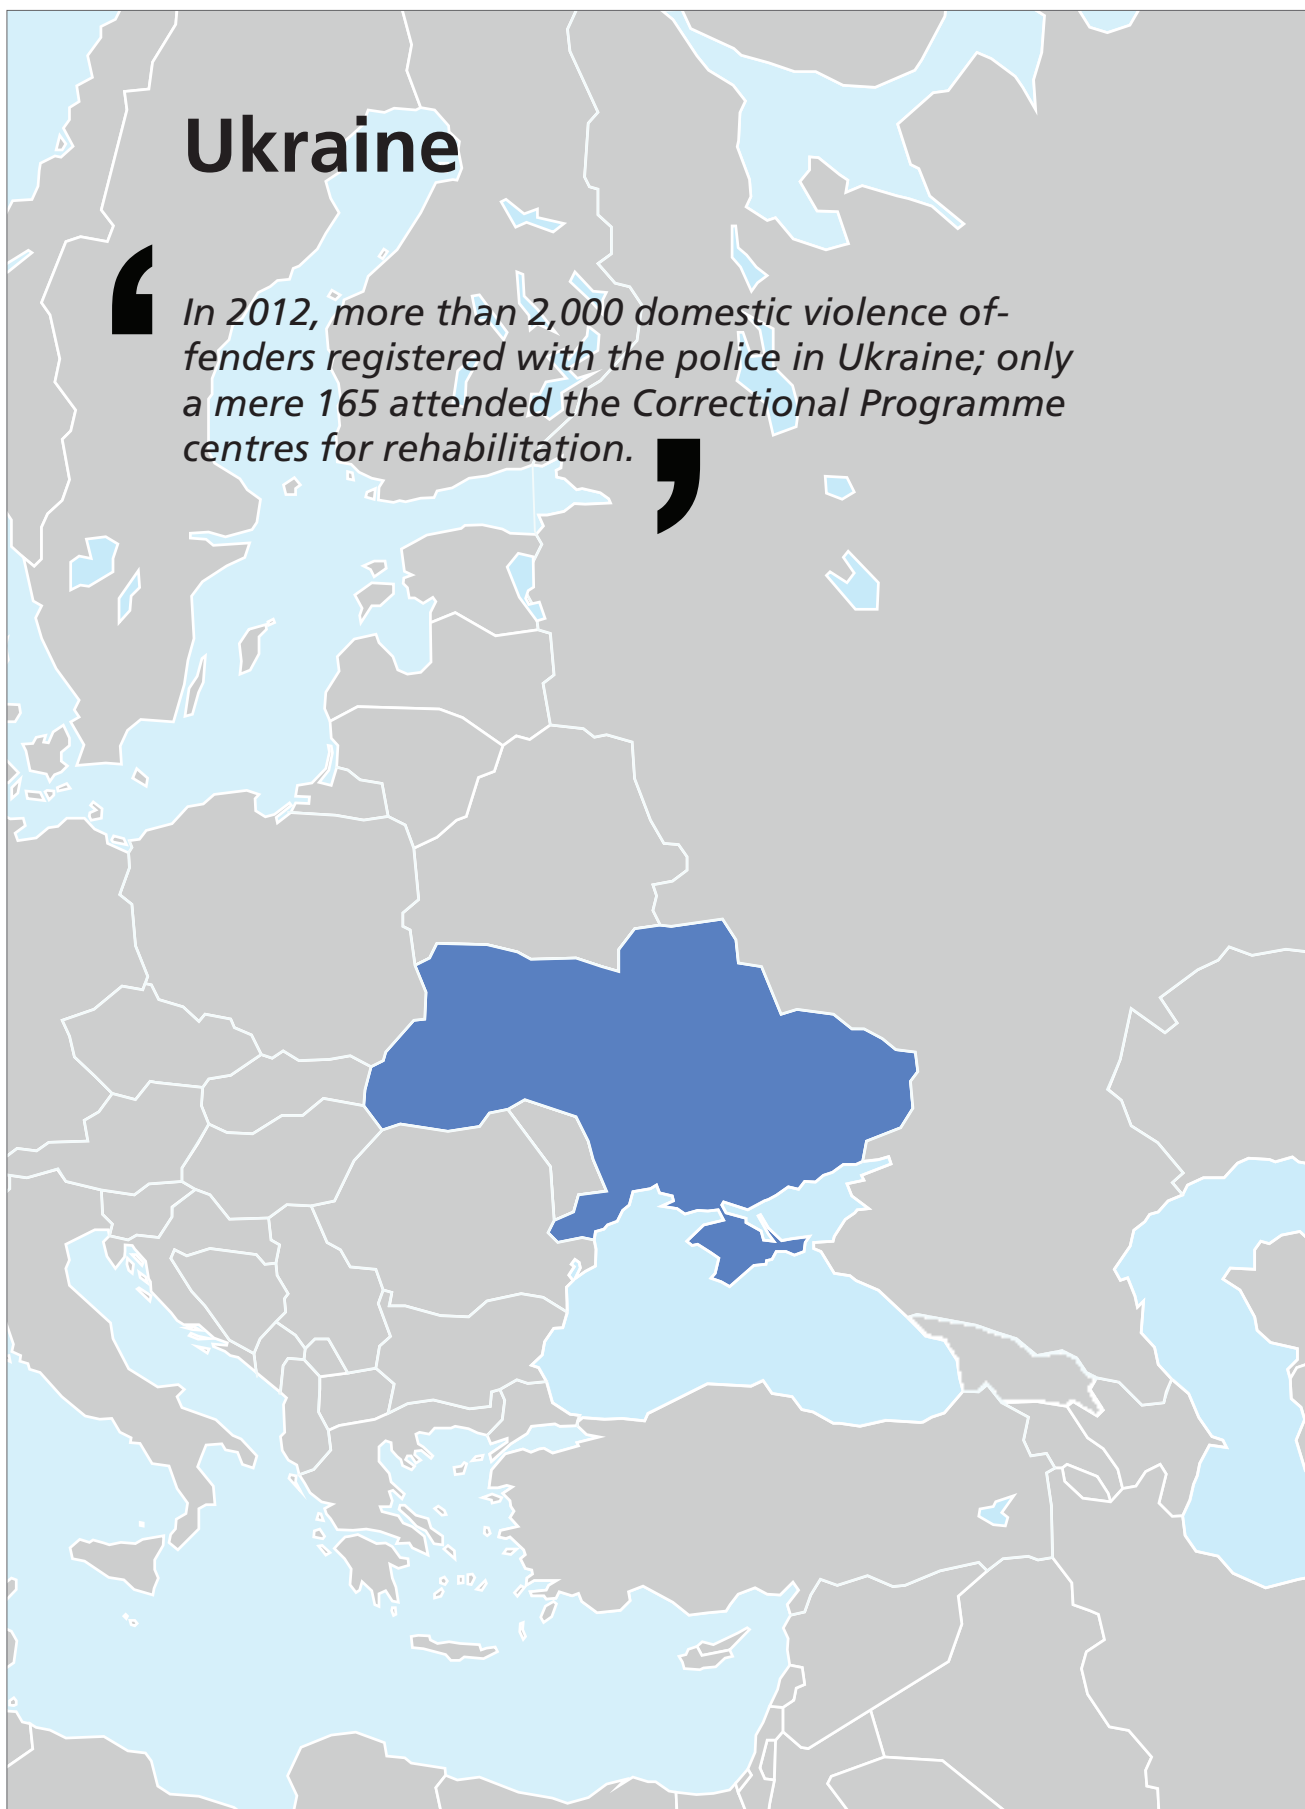 Ukraine
‘
In 2012, more than 2,000 domestic violence of-
fenders registered with the police in Ukraine; only
a mere 165 attended the Correctional Programme
centres for rehabilitation.
’